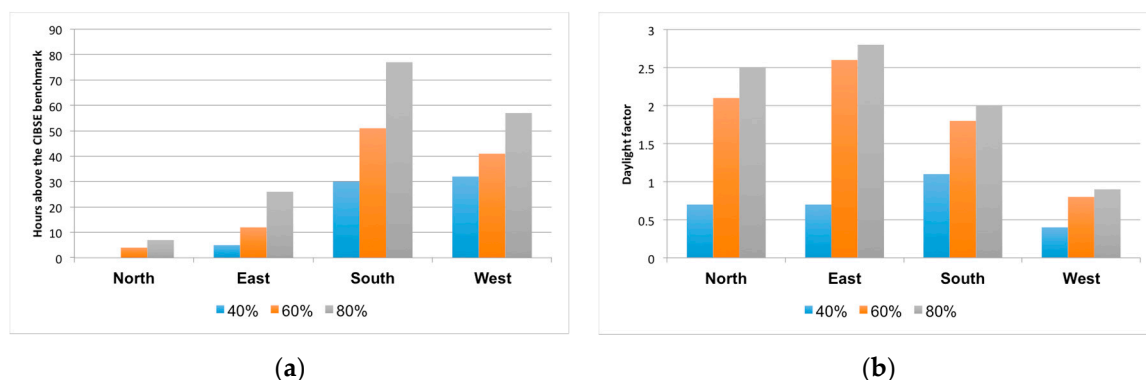 90
80
70
60
50
40
30
20
10
0
Hours above the CIBSE benchmark
North East South West
40% 60% 80%
(a)
3
2.5
2
1.5
1
0.5
0
Daylight factor
North East South West
40% 60% 80%
(b)